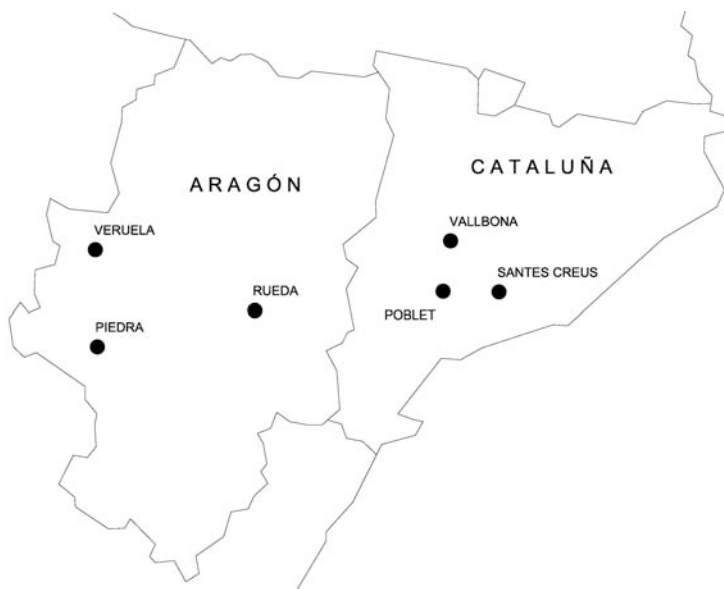 CATALUÑA
ARAGÓN
VALLBONA
VERUELA
SANTES CREUS
RUEDA
POBLET
PIEDRA